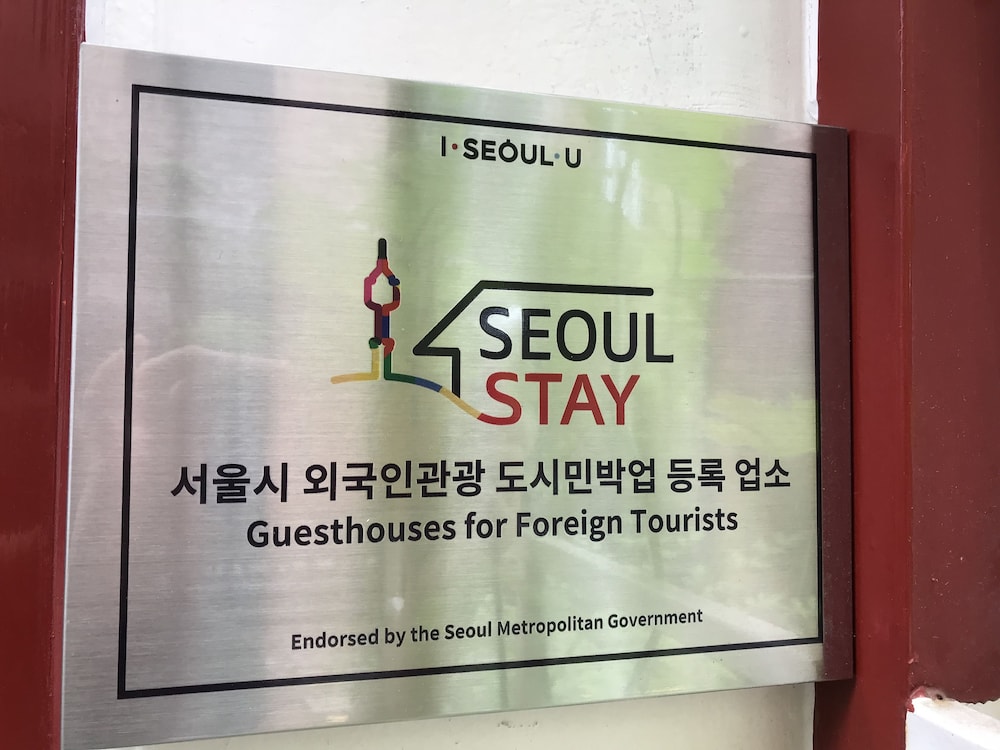 I·SEOUL·U
SEOUL
STAY
서울시 외국인관광 도시민박업 등록 업소
Guesthouses for Foreign Tourists
Endorsed by the Seoul Metropolitan Government